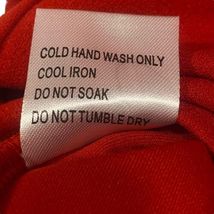 COLD HAND WASH ONLY
COOL IRON
DO NOT SOAK
DO NOT TUMBLE DRY